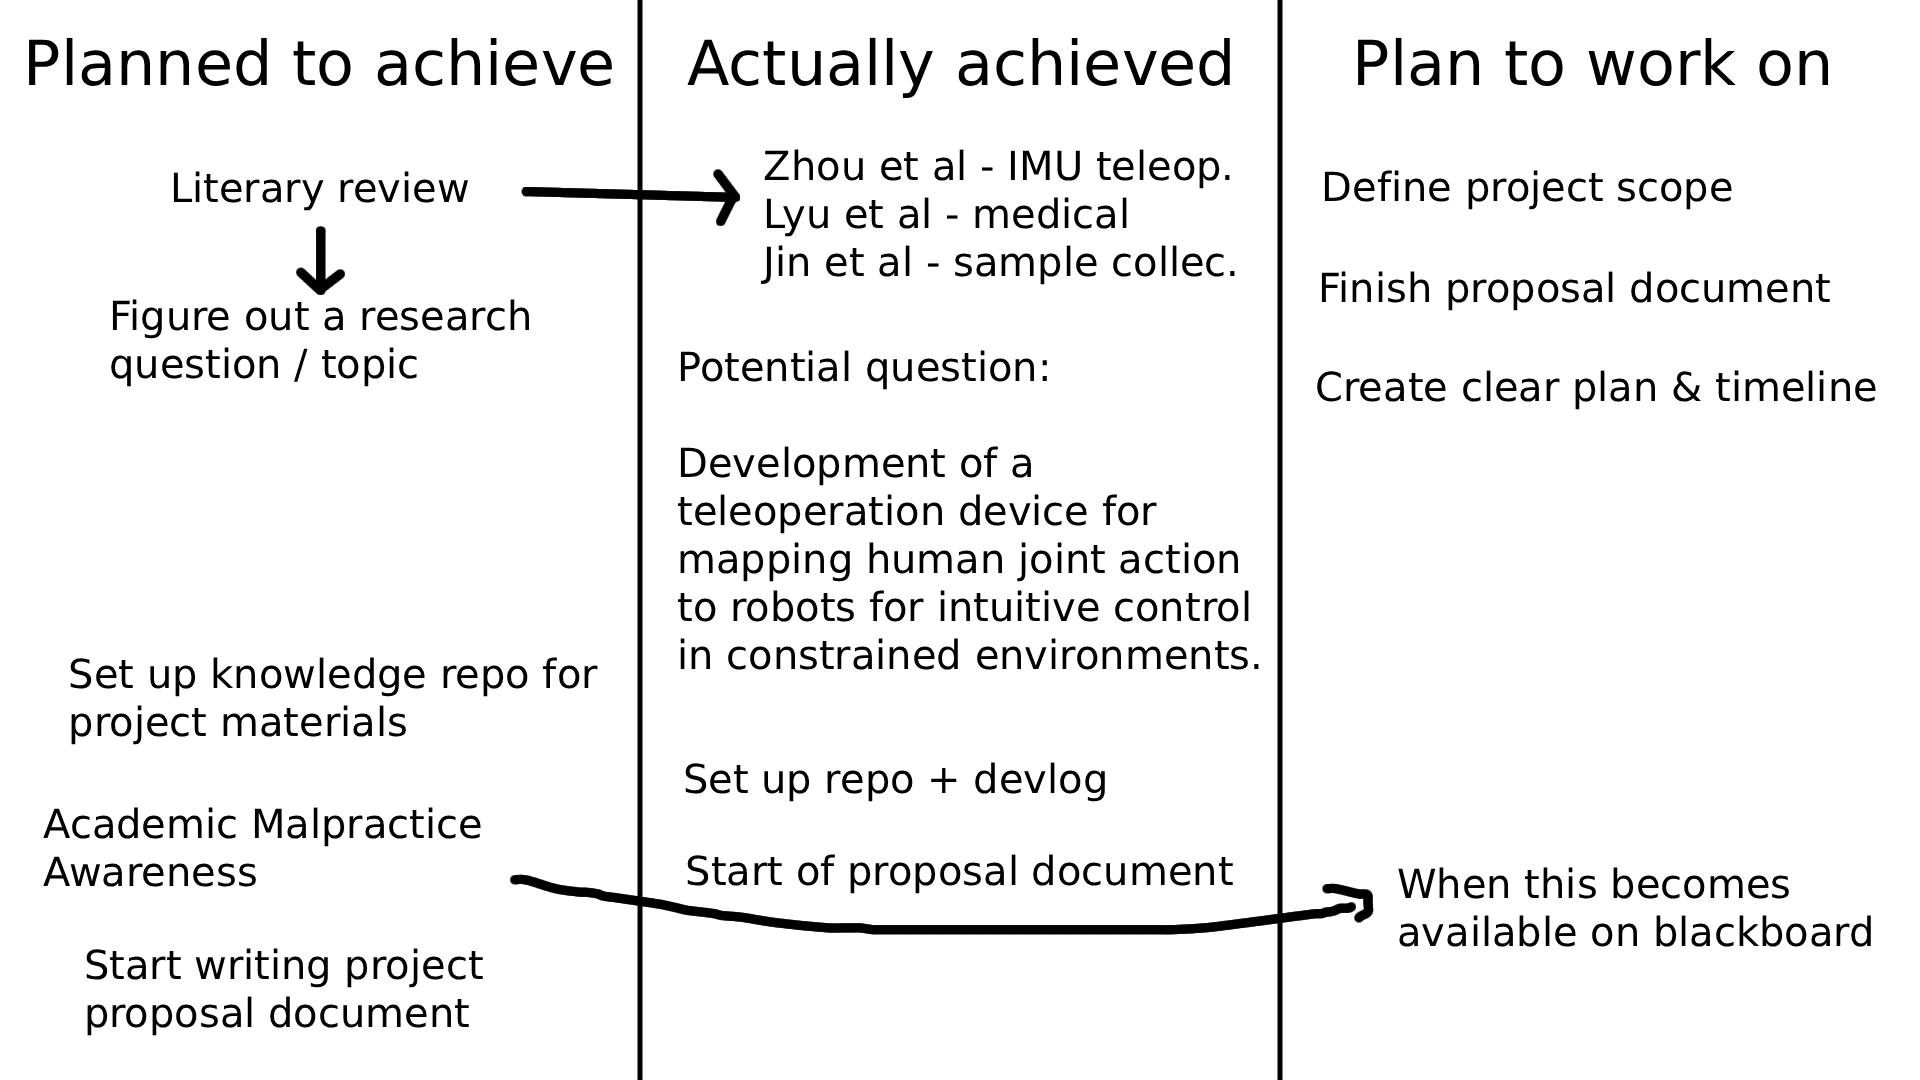 Planned to achieve
Literary review
Figure out a research
question / topic
Set up knowledge repo for
project materials
Academic Malpractice
Awareness
Start writing project
proposal document
Actually achieved
Zhou et al - IMU teleop.
Lyu et al - medical
Jin et al - sample collec.
Potential question:
Development of a
teleoperation device for
mapping human joint action
to robots for intuitive control
in constrained environments.
Set up repo + devlog
Start of proposal document
Plan to work on
Define project scope
Finish proposal document
Create clear plan & timeline
When this becomes
available on blackboard